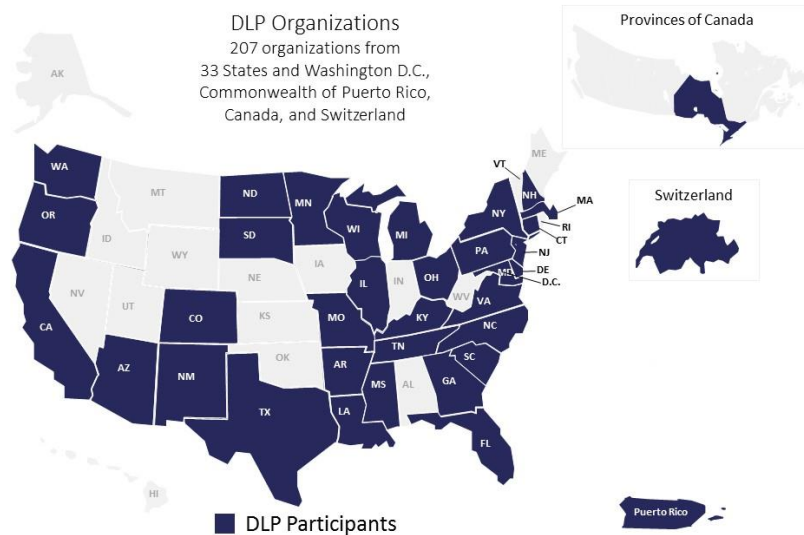 DLP Organizations
207 organizations from
33 States and Washington D.C.,
Commonwealth of Puerto Rico,
Canada, and Switzerland
Provinces of Canada
AK
Switzerland
WA
OR
CA
ID
NV
MT
WY
UT
AZ
CO
NM
ND
SD
NE
KS
OK
TX
MN
IA
MO
AR
LA
WI
IL
MI
IN
OH
KY
TN
MS
AL
GA
FL
SC
NC
VA
WV
PA
NY
VT
NH
ME
MA
RI
CT
NJ
DE
MD
D.C.
HI
DLP Participants
Puerto Rico